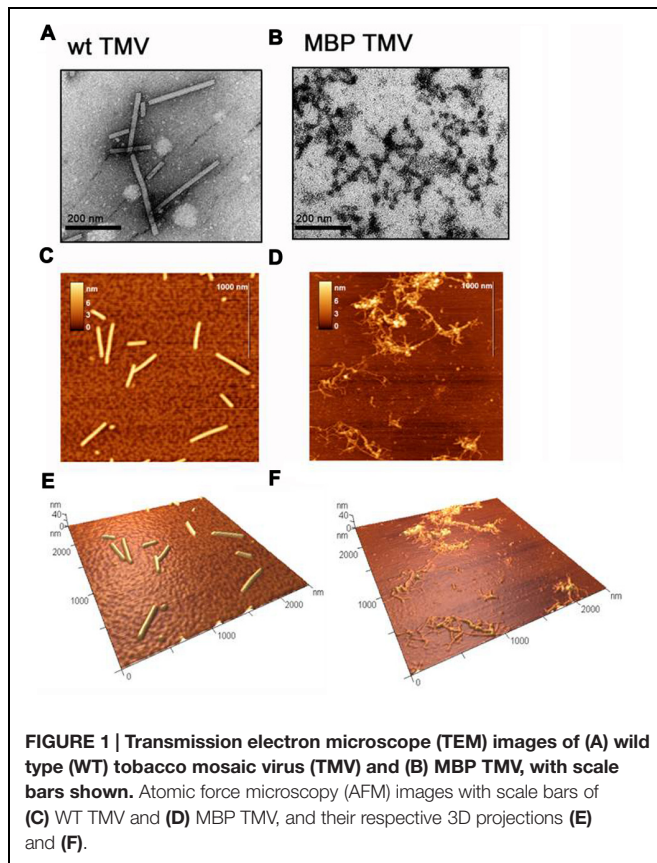 A
wt TMV
B
MBP TMV
200 nm
200 nm
C
nm
6
3
0
1000 nm
D
nm
6
3
0
1000 nm
E
nm
40
0
2000
1000
0
1000
2000
nm
F
nm
40
0
2000
1000
0
1000
2000
nm
FIGURE 1 | Transmission electron microscope (TEM) images of (A) wild
type (WT) tobacco mosaic virus (TMV) and (B) MBP TMV, with scale
bars shown. Atomic force microscopy (AFM) images with scale bars of
(C) WT TMV and (D) MBP TMV, and their respective 3D projections (E)
and (F).